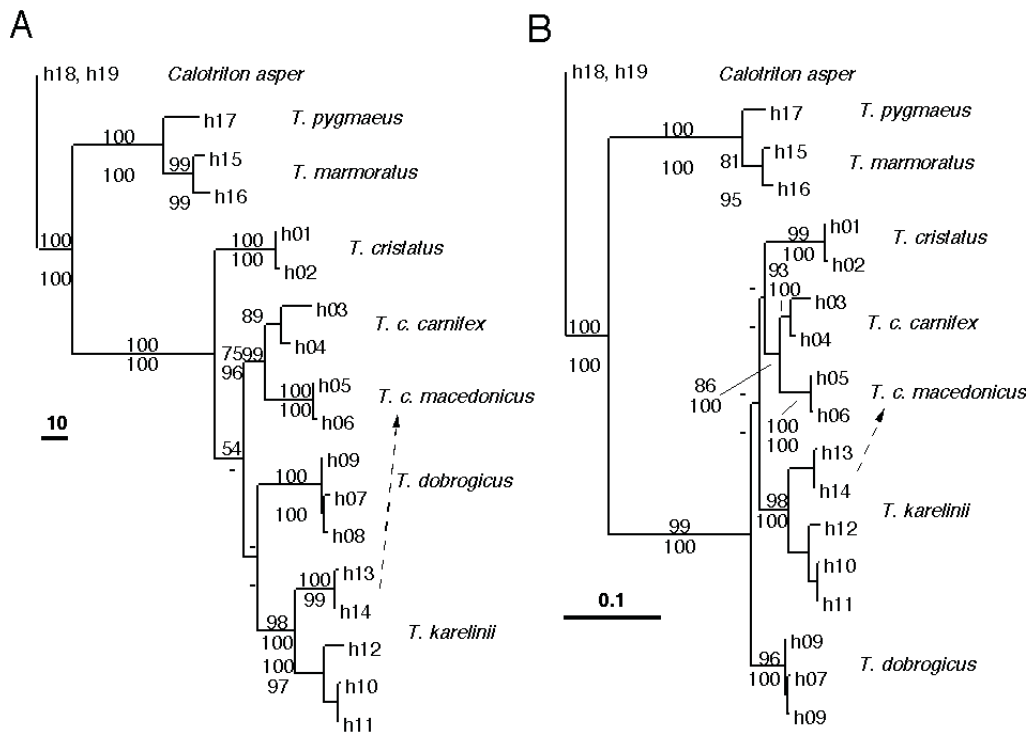 A
h18, h19 Calotriton asper
h17 T. pygmaeus
100
100
99
99
h15 T. marmoratus
h16
100
100
100
100
h01 T. cristatus
h02
100
100
h03
89
T. c. carnifex
h04
75 99
96
h05
100
100
T. c. macedonicus
h06
10
54
-
h09
100
T. dobrogicus
h07
100
h08
-
-
h13
100
99
h14
98
100
T. karelinii
h12
100
97
h10
h11
B
h18, h19 Calotriton asper
h17 T. pygmaeus
100
100
h15
81
T. marmoratus
95
h16
h01
99
T. cristatus
100
h02
93
100
-
-
h03
T. c. carnifex
h04
100
100
86
100
h05
T. c. macedonicus
h06
100
100
-
-
h13
h14
98
100
T. karelinii
h12
h10
h11
99
100
0.1
h09
96
T. dobrogicus
100
h07
h09